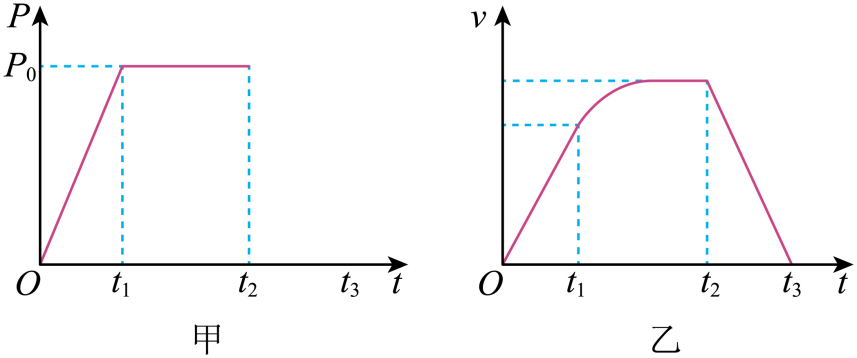 P
P₀
O
t₁
t₂
t₃
t
甲
v
O
t₁
t₂
t₃
t
乙